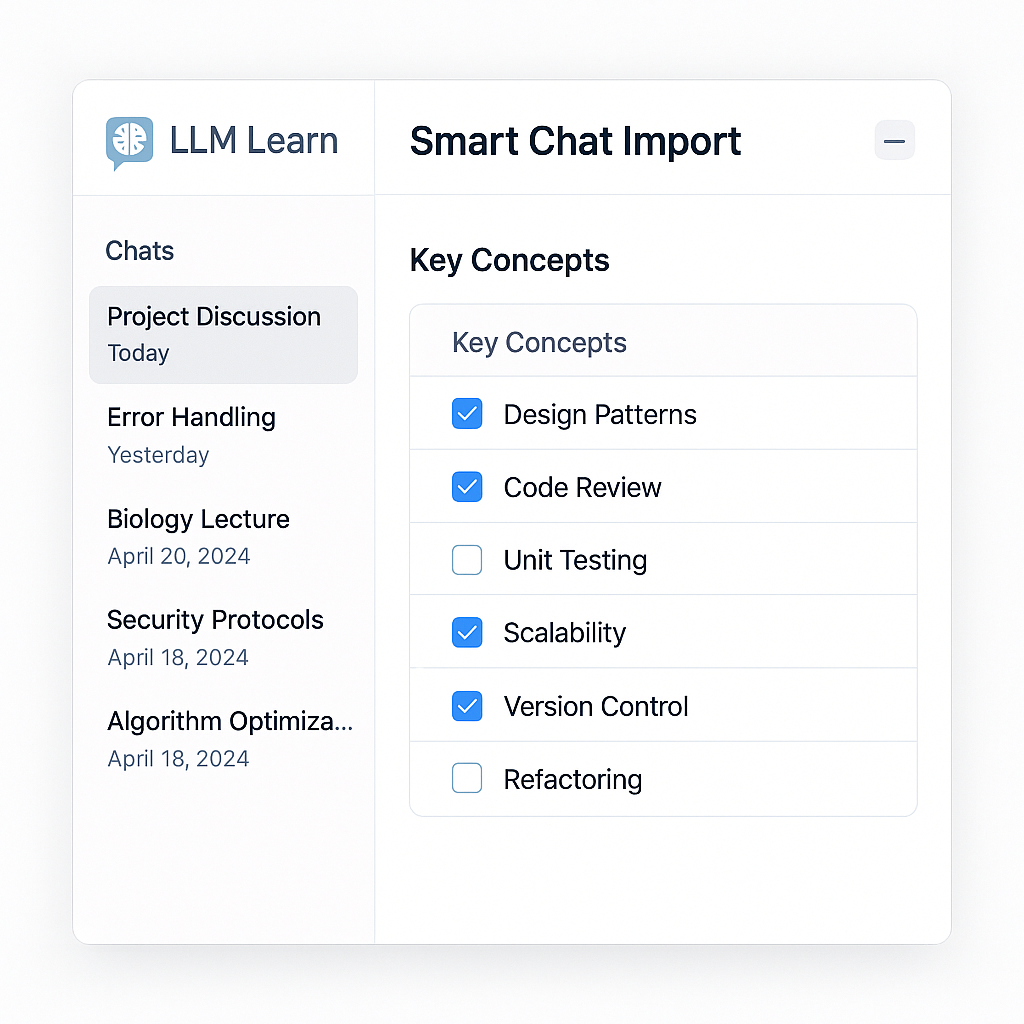 LLM Learn
Chats
Project Discussion
Today
Error Handling
Yesterday
Biology Lecture
April 20, 2024
Security Protocols
April 18, 2024
Algorithm Optimiza...
April 18, 2024
Smart Chat Import
Key Concepts
Key Concepts
Design Patterns
Code Review
Unit Testing
Scalability
Version Control
Refactoring